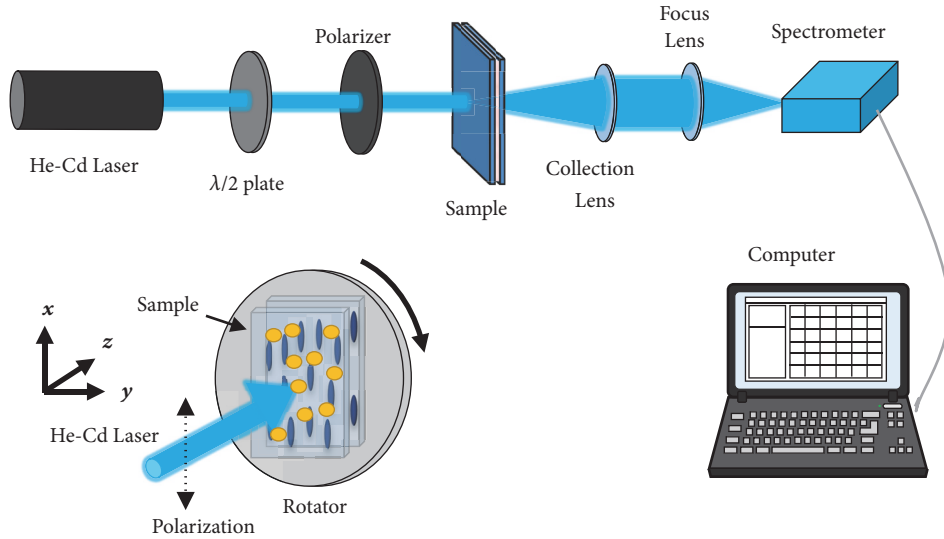 Polarizer
Focus
Lens
Spectrometer
He-Cd Laser
λ/2 plate
Sample
Collection
Lens
Computer
Sample
x
z
y
He-Cd Laser
Polarization
Rotator